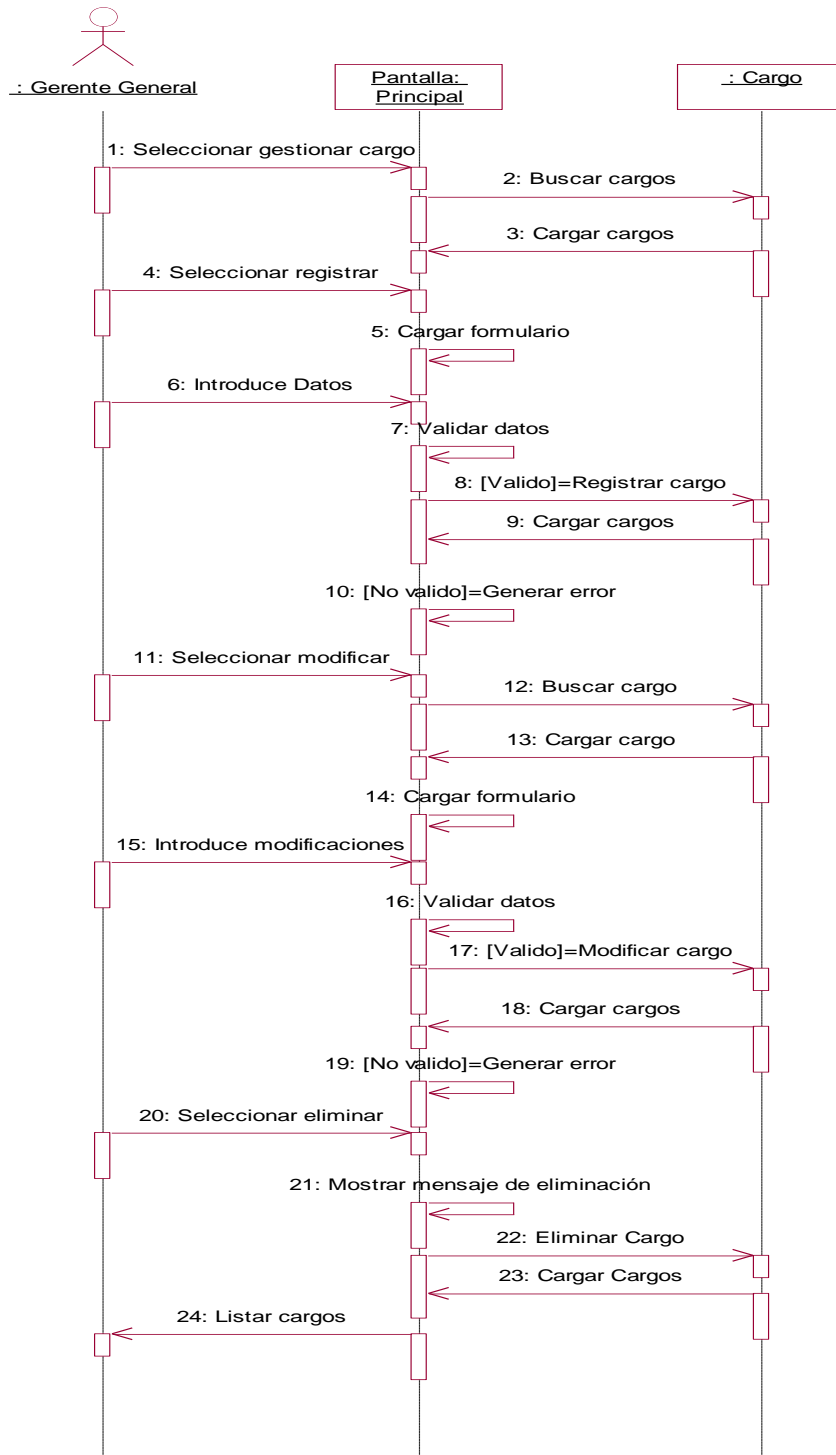 : Gerente General
Pantalla:
Principal
: Cargo
1: Seleccionar gestionar cargo
2: Buscar cargos
3: Cargar cargos
4: Seleccionar registrar
5: Cargar formulario
6: Introduce Datos
7: Validar datos
8: [Valido]=Registrar cargo
9: Cargar cargos
10: [No valido]=Generar error
11: Seleccionar modificar
12: Buscar cargo
13: Cargar cargo
14: Cargar formulario
15: Introduce modificaciones
16: Validar datos
17: [Valido]=Modificar cargo
18: Cargar cargos
19: [No valido]=Generar error
20: Seleccionar eliminar
21: Mostrar mensaje de eliminación
22: Eliminar Cargo
23: Cargar Cargos
24: Listar cargos